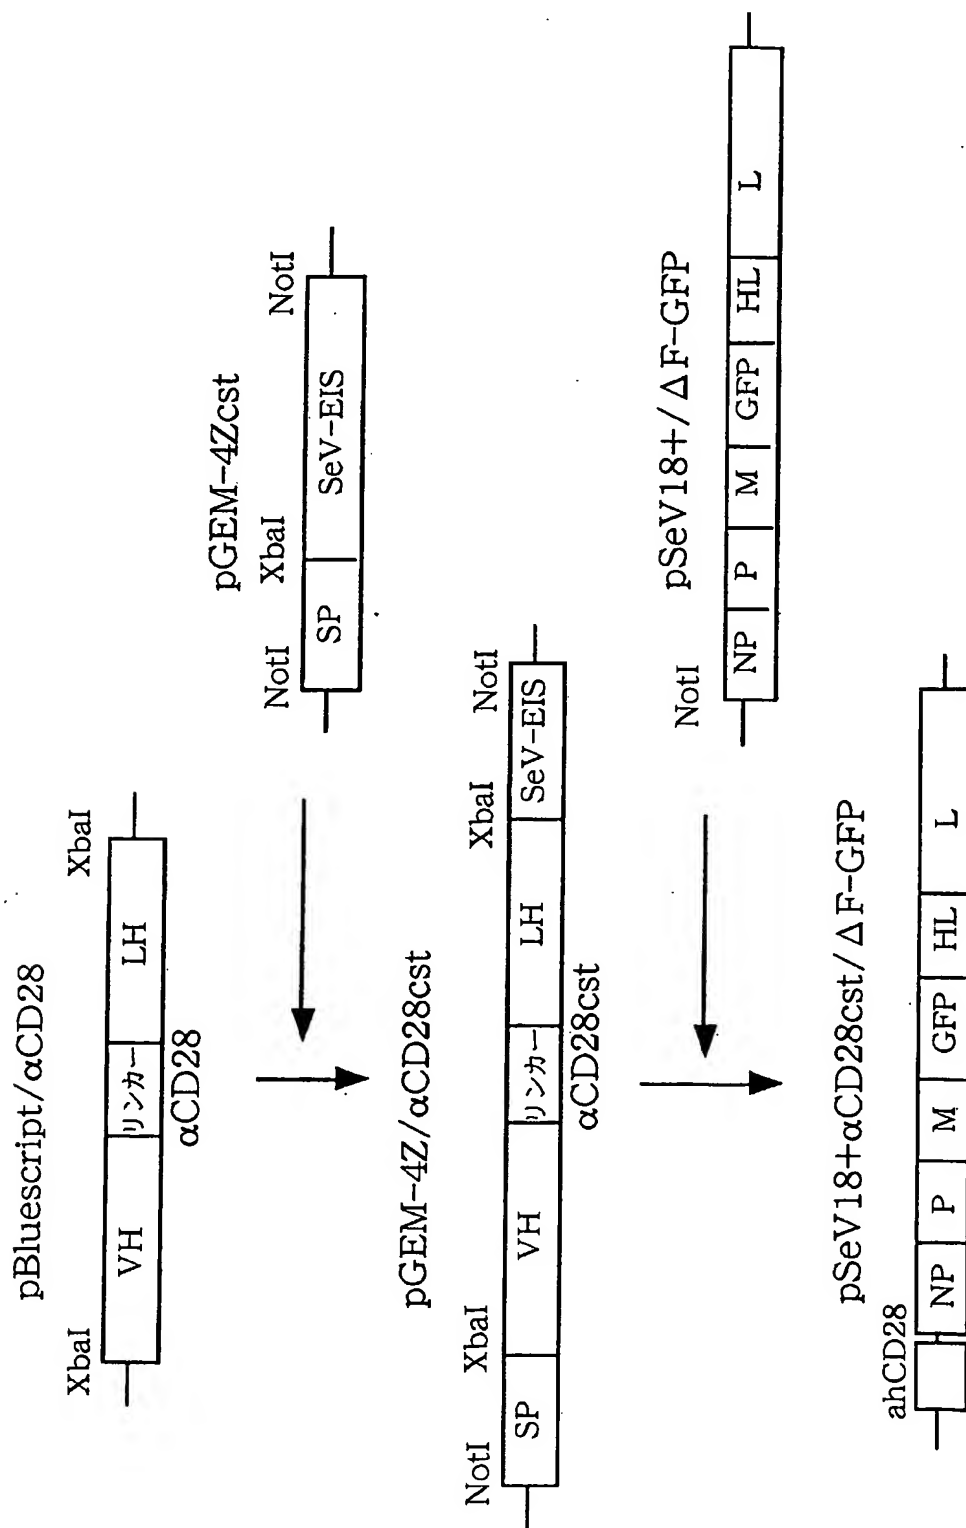 pBluescript/αCD28
XbaI
XbaI
VH
リンカー
LH
αCD28
pGEM-4Zcst
NotI
XbaI
NotI
SP
SeV-EIS
pGEM-4Z/αCD28cst
NotI
XbaI
XbaI
NotI
SP
VH
リンカー
LH
SeV-EIS
αCD28cst
pSeV18+/ΔF-GFP
NotI
NP
P
M
GFP
HL
L
pSeV18+αCD28cst/ΔF-GFP
ahCD28
NP
P
M
GFP
HL
L